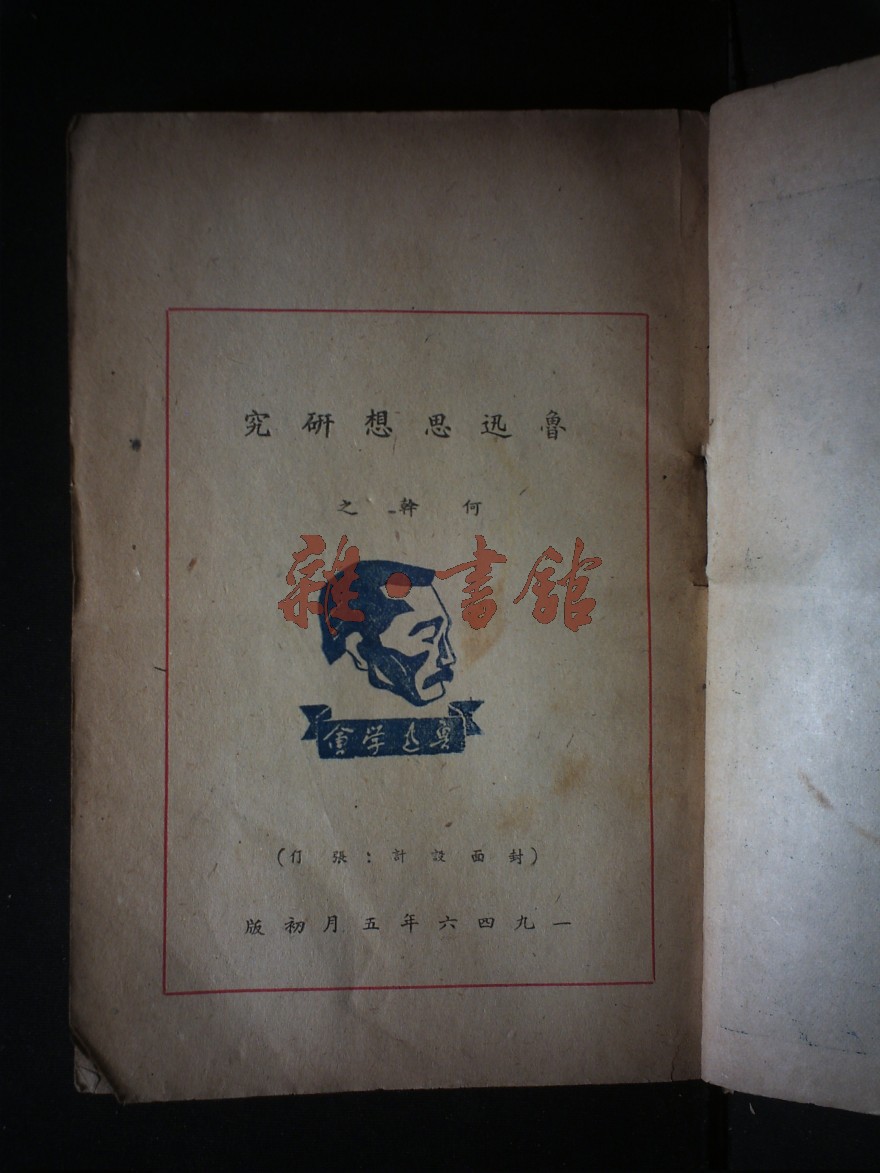 魯迅思想研究
何幹之
雜·書館
魯迅学會
(封面設計：張仃)
一九四六年五月初版